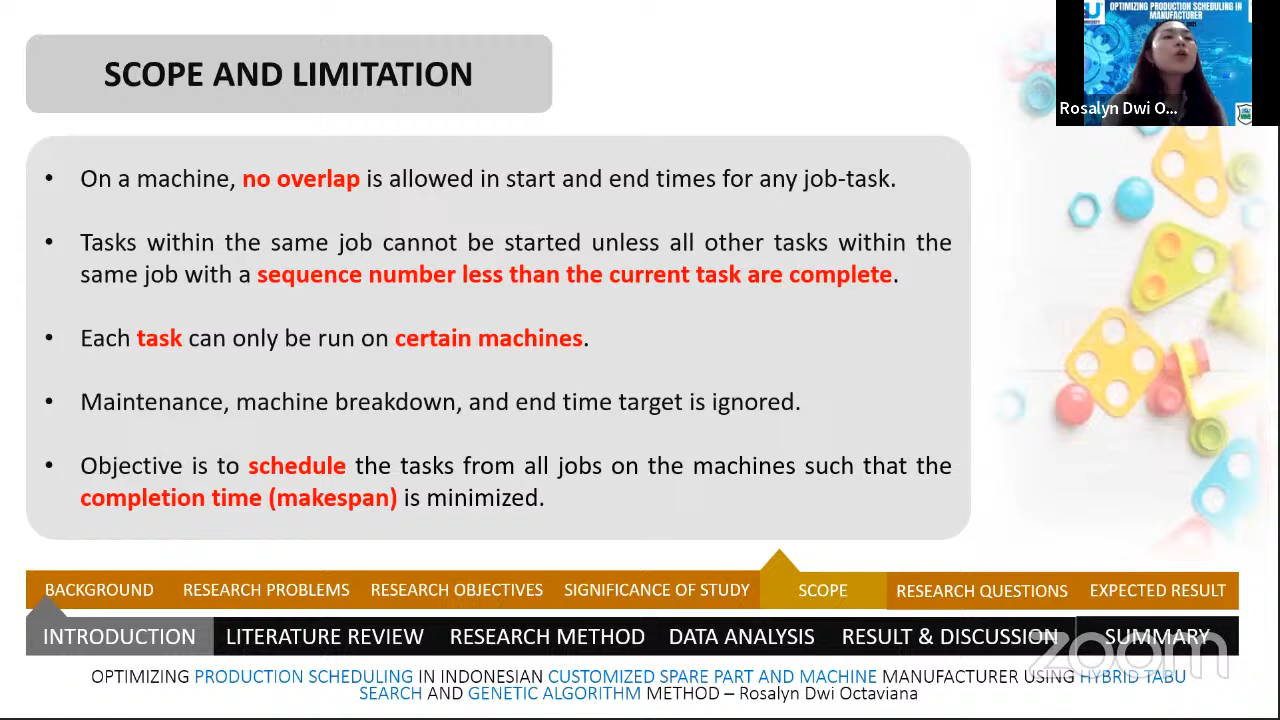 OPTIMIZING PRODUCTION SCHEDULING IN
MANUFACTURER
Rosalyn Dwi O...
SCOPE AND LIMITATION
• On a machine, no overlap is allowed in start and end times for any job-task.
• Tasks within the same job cannot be started unless all other tasks within the
same job with a sequence number less than the current task are complete.
• Each task can only be run on certain machines.
• Maintenance, machine breakdown, and end time target is ignored.
• Objective is to schedule the tasks from all jobs on the machines such that the
completion time (makespan) is minimized.
BACKGROUND RESEARCH PROBLEMS RESEARCH OBJECTIVES SIGNIFICANCE OF STUDY SCOPE RESEARCH QUESTIONS EXPECTED RESULT
INTRODUCTION LITERATURE REVIEW RESEARCH METHOD DATA ANALYSIS RESULT & DISCUSSION SUMMARY
zoom
OPTIMIZING PRODUCTION SCHEDULING IN INDONESIAN CUSTOMIZED SPARE PART AND MACHINE MANUFACTURER USING HYBRID TABU
SEARCH AND GENETIC ALGORITHM METHOD – Rosalyn Dwi Octaviana